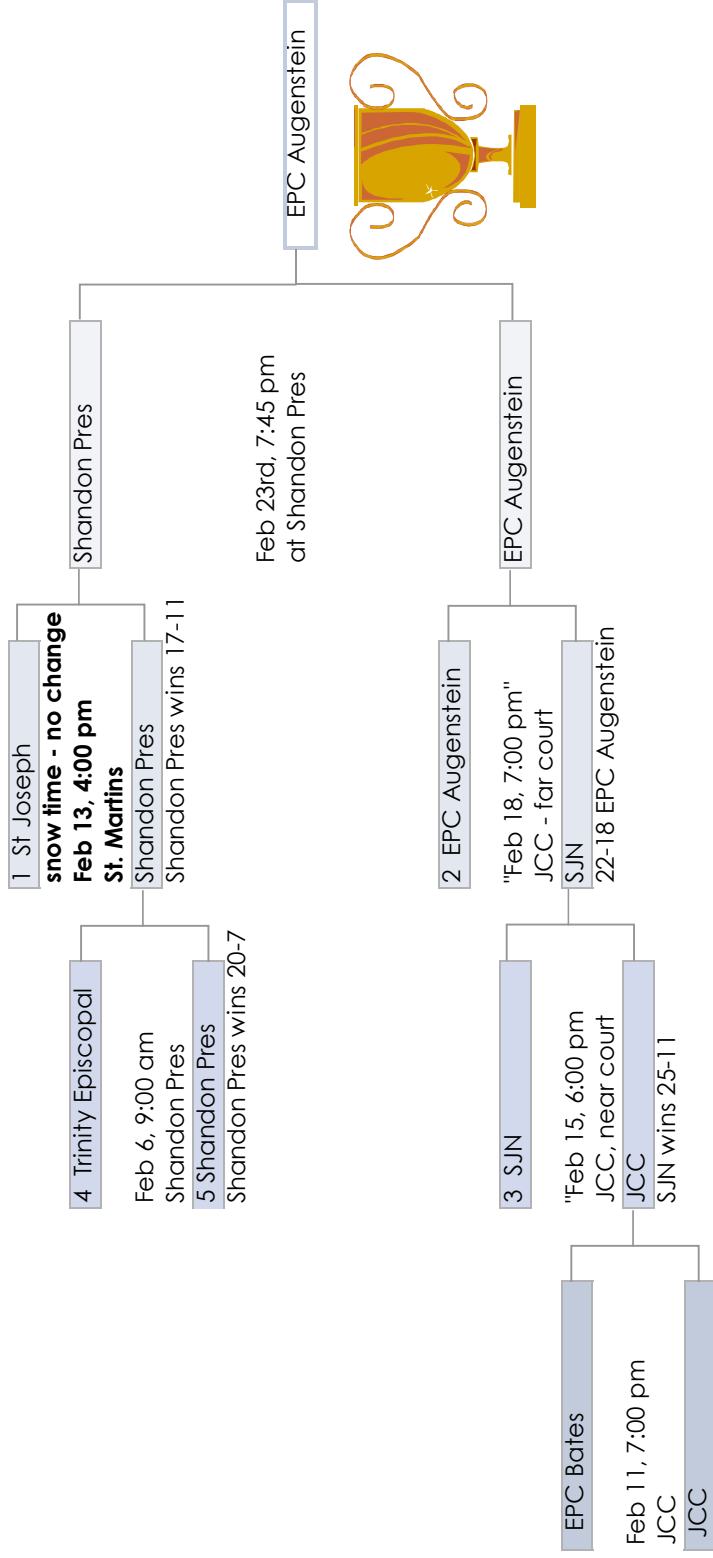 EPC Bates
Feb 11, 7:00 pm
JCC
JCC
4  Trinity Episcopal
Feb 6, 9:00 am
Shandon Pres
5 Shandon Pres
Shandon Pres wins 20-7
3  SJN
"Feb 15, 6:00 pm
JCC, near court
JCC
SJN wins 25-11
1  St Joseph
snow time - no change
Feb 13, 4:00 pm
St. Martins
Shandon Pres
Shandon Pres wins 17-11
2  EPC Augenstein
"Feb 18, 7:00 pm"
JCC - far court
SJN
22-18 EPC Augenstein
Shandon Pres
Feb 23rd, 7:45 pm
at Shandon Pres
EPC Augenstein
EPC Augenstein